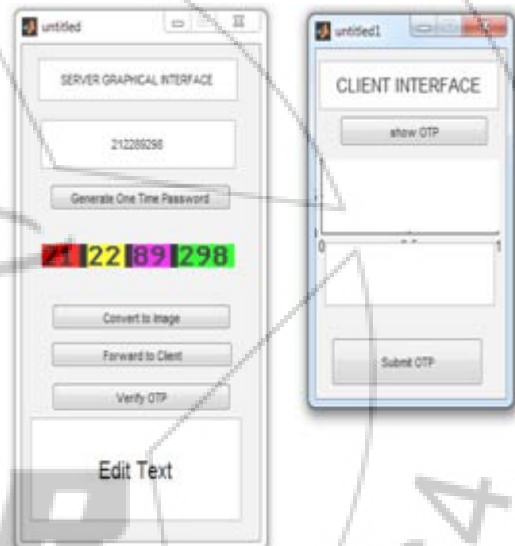 untitled
SERVER GRAPHICAL INTERFACE
212289298
Generate One Time Password
21 22 89 298
Convert to Image
Forward to Client
Verify OTP
Edit Text
untitled1
CLIENT INTERFACE
show OTP
0 1
Submit OTP